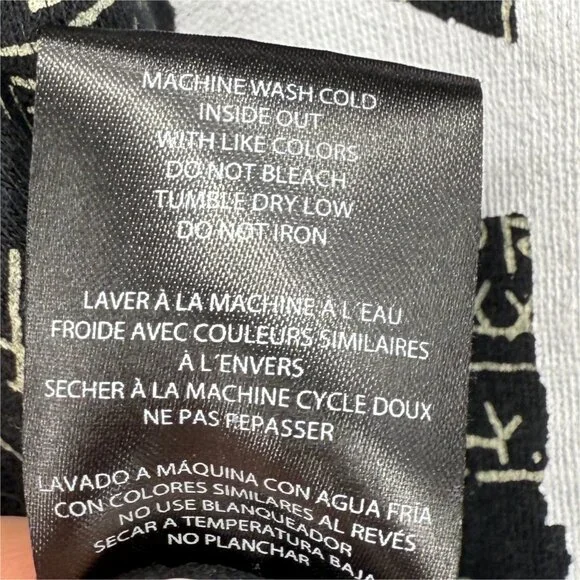 MACHINE WASH COLD
INSIDE OUT
WITH LIKE COLORS
DO NOT BLEACH
TUMBLE DRY LOW
DO NOT IRON
LAVER À LA MACHINE A L´EAU
FROIDE AVEC COULEURS SIMILAIRES
À L´ENVERS
SECHER À LA MACHINE CYCLE DOUX
NE PAS FEPASSER
LAVADO A MÁQUINA CON AGUA FRIA
CON COLORES SIMILARES AL REVÉS
NO USE BLANQUEADOR
SECAR A TEMPERATURA BAJA
NO PLANCHAR